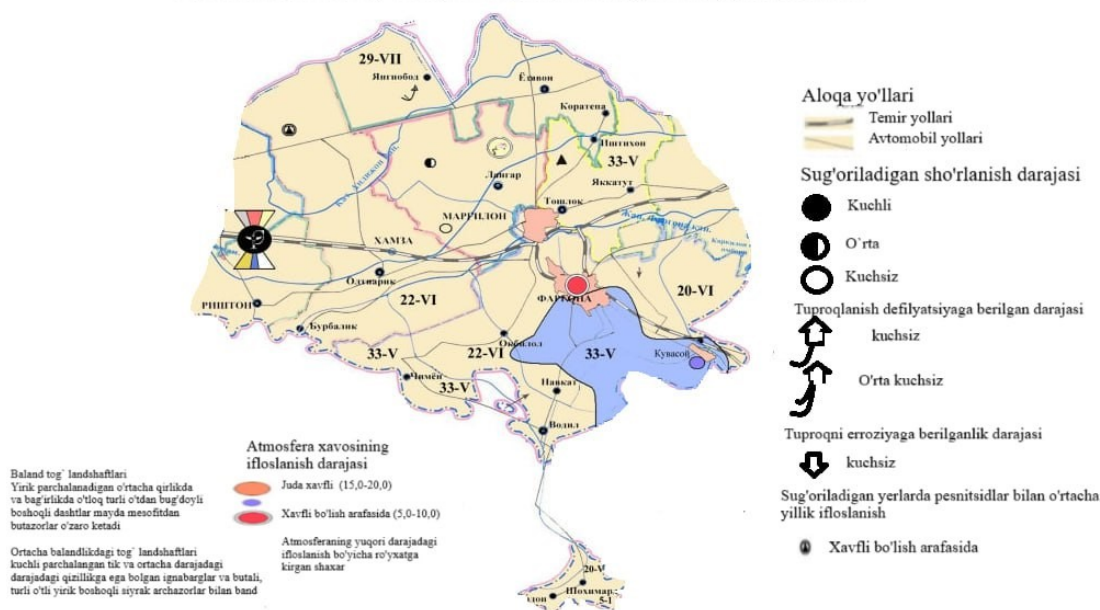 29-VII
Янгиобод
Ёзявон
Коратепа
Иштихон
33-V
Лангар
Яккатут
Тошлок
МАРГИЛОН
ХАМЗА
Олтиарик
ФАРҒОНА
20-VI
22-VI
РИШТОН
Бурбалик
Окбилол
33-V
22-VI
33-V
Кувасой
Чимён
33-V
Навкат
Водил
20-V
Шохимар
5-1
Aloqa yo'llari
Temir yollari
Avtomobil yollari
Sug'oriladigan sho'rlanish darajasi
Kuchli
O`rta
Kuchsiz
Tuproqlanish defilyatsiyaga berilgan darajasi
kuchsiz
O'rta kuchsiz
Tuproqni erroziyaga berilganlik darajasi
kuchsiz
Sug'oriladigan yerlarda pesnitsidlar bilan o'rtacha
yillik ifloslanish
Xavfli bo'lish arafasida
Atmosfera xavosining
ifloslanish darajasi
Juda xavfli (15,0-20,0)
Xavfli bo'lish arafasida (5,0-10,0)
Atmosferaning yuqori darajadagi
ifloslanish bo'yicha ro'yxatga
kirgan shaxar
Baland tog` landshaftlari
Yirik parchalanadigan o'rtacha qirlikda
va bag'irlikda o'tloq turli o'tdan bug'doyli
boshoqli dashtlar mayda mesofitdan
butazorlar o'zaro ketadi
Ortacha balandlikdagi tog` landshaftlari
kuchli parchalangan tik va ortacha darajadagi
darajadagi qizillikga ega bolgan ignabarglar va butali,
turli o'tli yirik boshoqli siyrak archazorlar bilan band